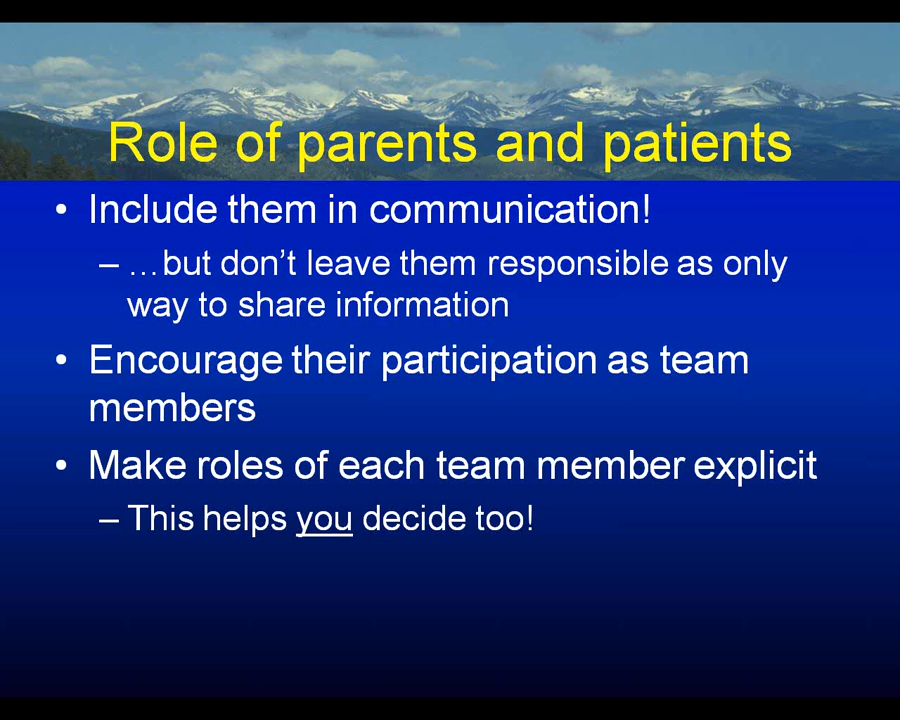 Role of parents and patients
• Include them in communication!
– …but don't leave them responsible as only
way to share information
• Encourage their participation as team
members
• Make roles of each team member explicit
– This helps you decide too!